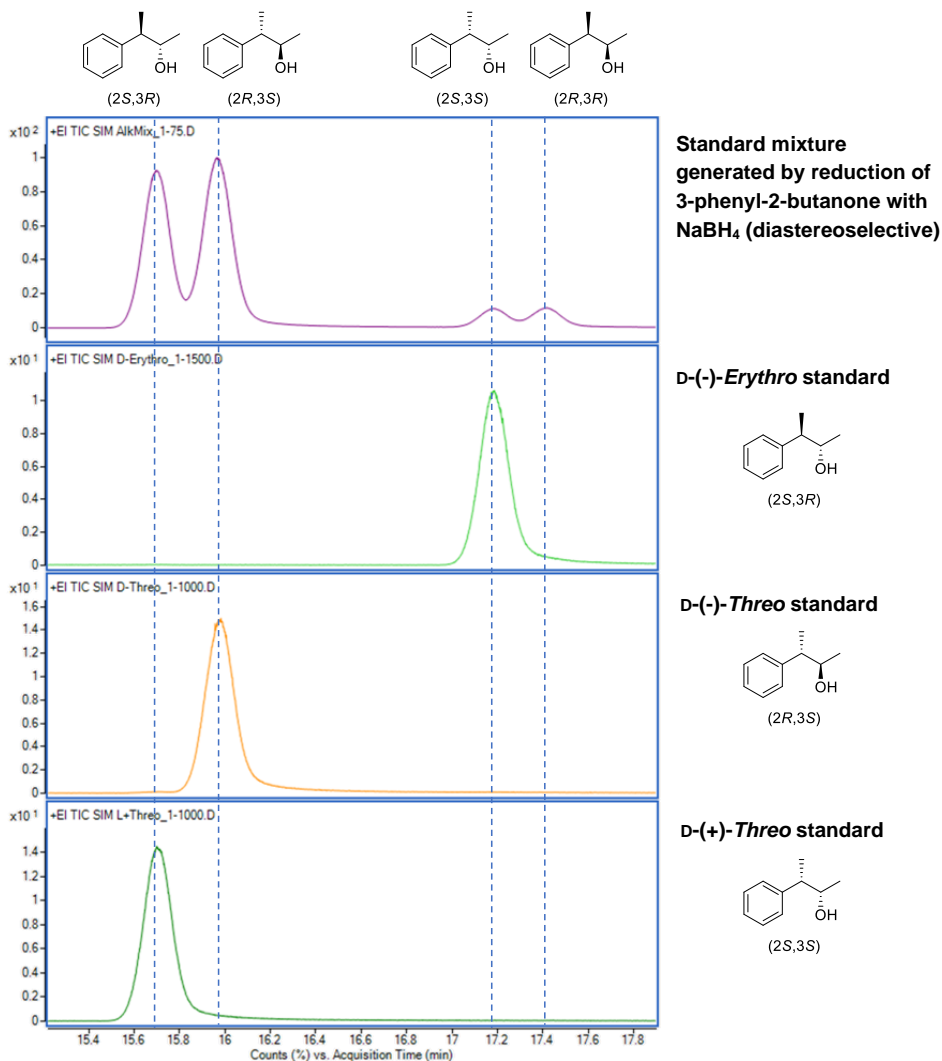 OH
OH
OH
OH
(2S,3R)
(2R,3S)
(2S,3S)
(2R,3R)
x10 2
+EI TIC SIM AlkMix_1-75.D
1
0.8
0.6
0.4
0.2
0
Standard mixture
generated by reduction of
3-phenyl-2-butanone with
NaBH4 (diastereoselective)
x10 1
+EI TIC SIM D-Erythro_1-1500.D
1
0.8
0.6
0.4
0.2
0
D-(-)-Erythro standard
OH
(2S,3R)
x10 1
+EI TIC SIM D-Threo_1-1000.D
1.6
1.4
1
0.8
0.6
0.4
0.2
0
D-(-)-Threo standard
OH
(2R,3S)
x10 1
+EI TIC SIM L+Threo_1-1000.D
1.4
1.2
1
0.8
0.6
0.4
0.2
0
D-(+)-Threo standard
OH
(2S,3S)
15.4 15.6 15.8 16 16.2 16.4 16.6 16.8 17 17.2 17.4 17.6 17.8
Counts (%) vs. Acquisition Time (min)